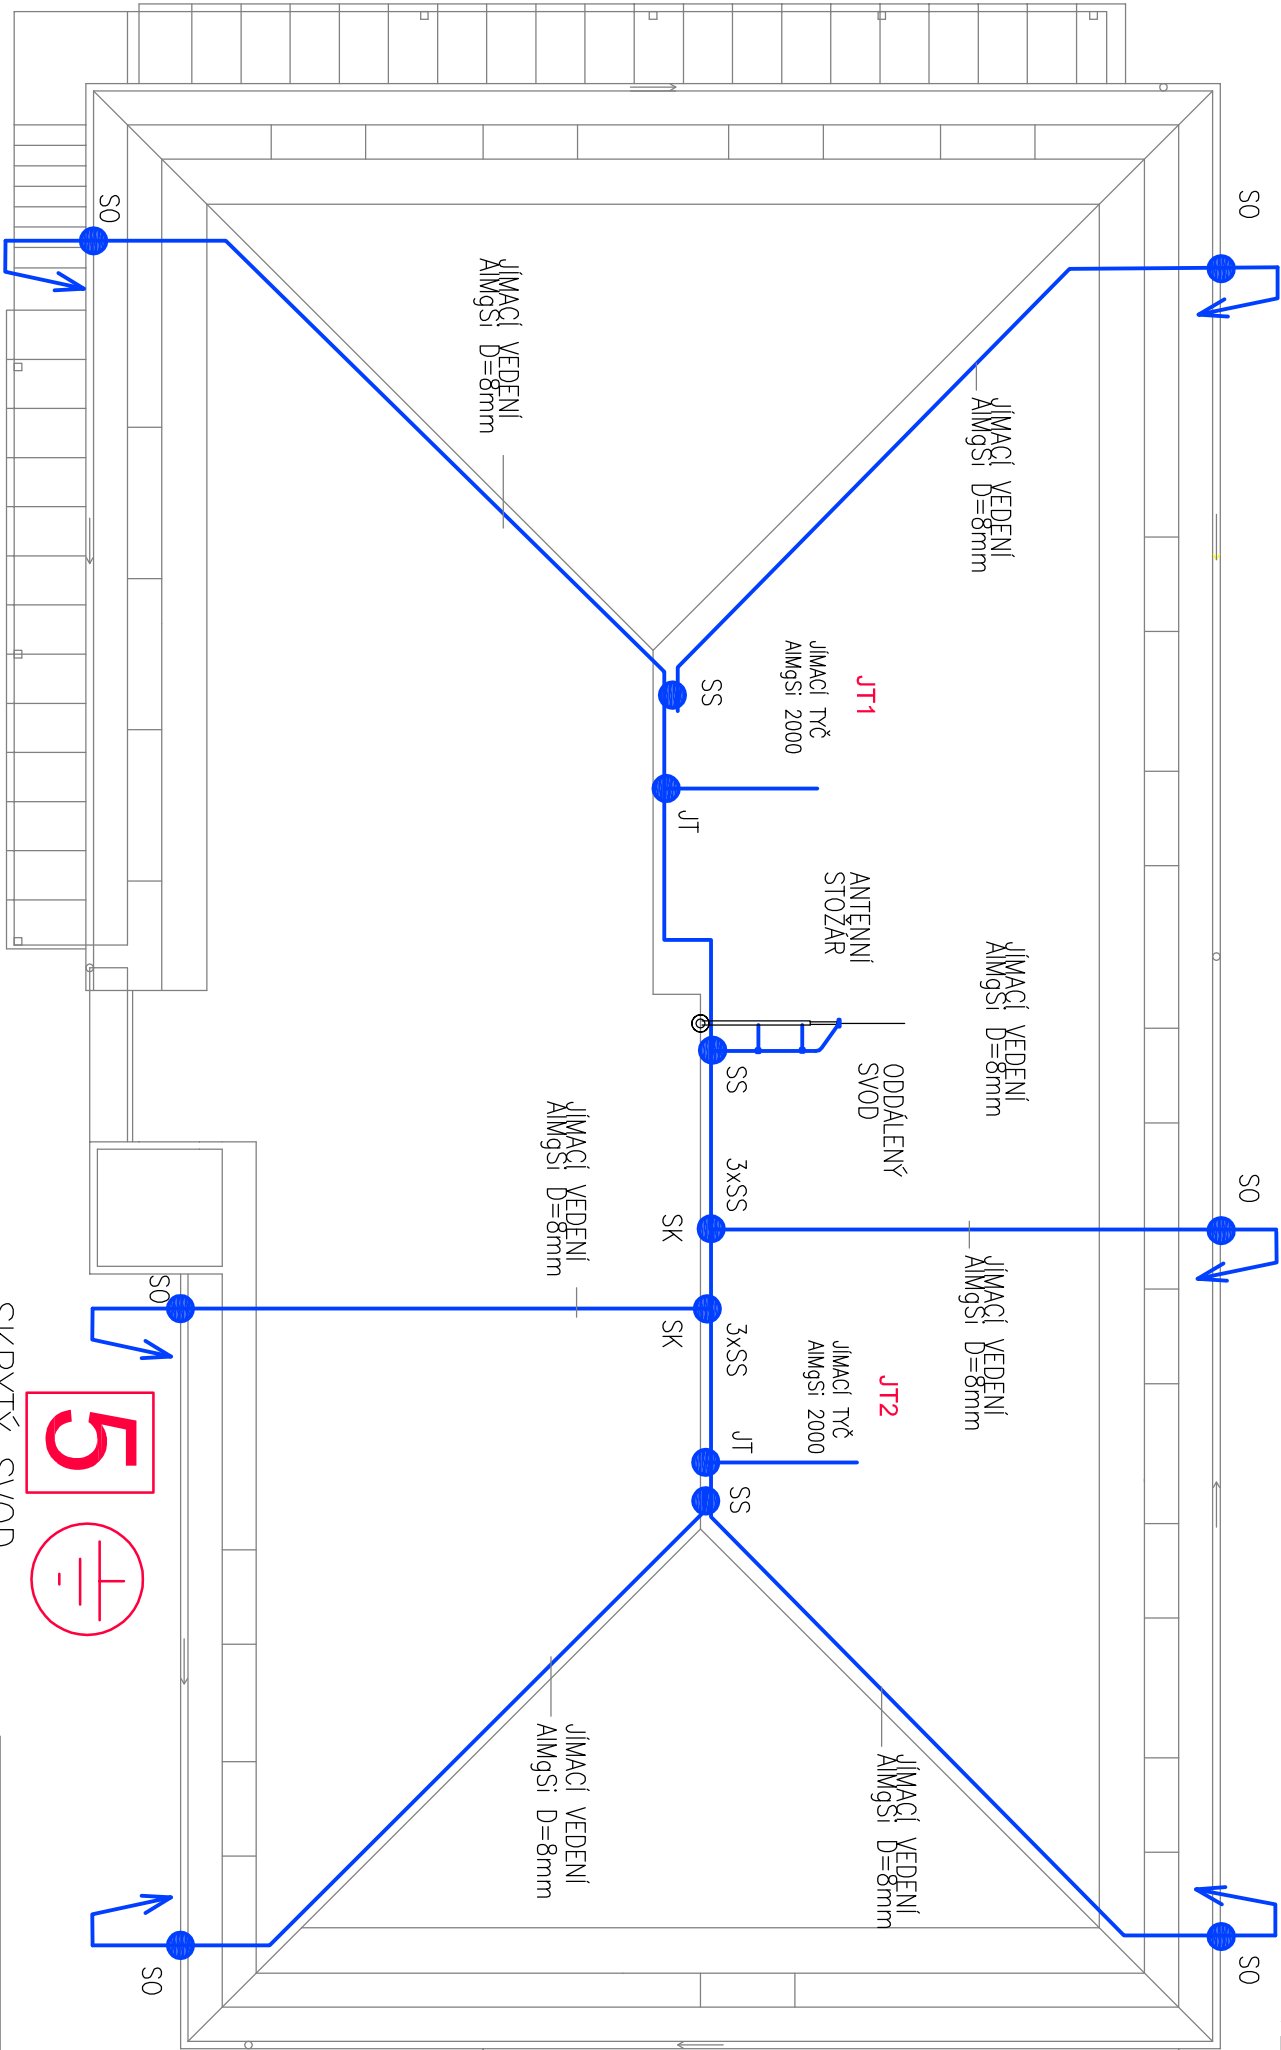 SO
SO
SO
JÍMACÍ VEDENÍ
AlMgSi D=8mm
JÍMACÍ VEDENÍ
AlMgSi D=8mm
JÍMACÍ VEDENÍ
AlMgSi D=8mm
JT1
JÍMACÍ TYČ
AlMgSi 2000
ANTÉNNÍ
STOŽÁR
ODDÁLENÝ
SVOD
JT2
JÍMACÍ TYČ
AlMgSi 2000
JÍMACÍ VEDENÍ
AlMgSi D=8mm
SS
JT
SS
3xSS
SK
3xSS
SK
JT
SS
JÍMACÍ VEDENÍ
AlMgSi D=8mm
JÍMACÍ VEDENÍ
AlMgSi D=8mm
JÍMACÍ VEDENÍ
AlMgSi D=8mm
SO
SO
SO
5
SKRYTÝ SVOD